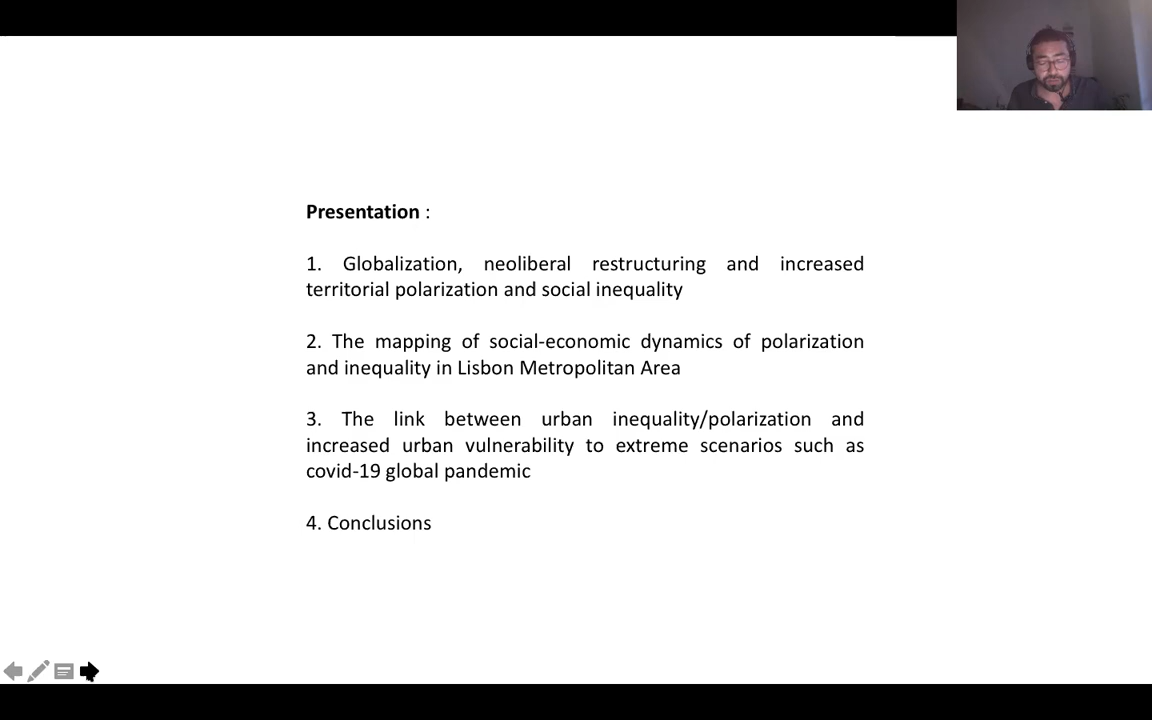 Presentation :
1. Globalization, neoliberal restructuring and increased
territorial polarization and social inequality
2. The mapping of social-economic dynamics of polarization
and inequality in Lisbon Metropolitan Area
3. The link between urban inequality/polarization and
increased urban vulnerability to extreme scenarios such as
covid-19 global pandemic
4. Conclusions